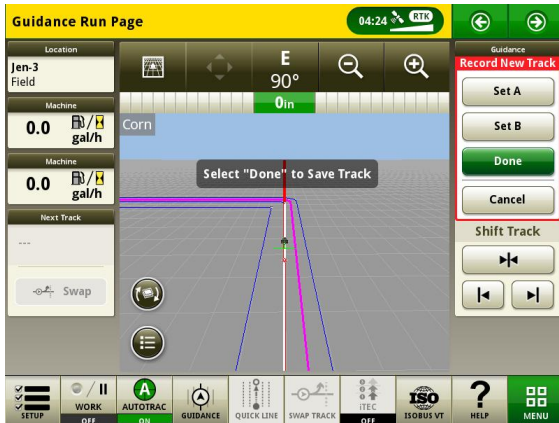 Guidance Run Page
04:24 RTK
Location
Jen-3
Field
Machine
0.0 gal/h
Machine
0.0 gal/h
Next Track
---
Swap
E
90°
0in
Corn
Select "Done" to Save Track
Guidance
Record New Track
Set A
Set B
Done
Cancel
Shift Track
SETUP
WORK
OFF
A
AUTOTRAC
ON
GUIDANCE
QUICK LINE
SWAP TRACK
iTEC
OFF
ISO
ISOBUS VT
?
HELP
MENU